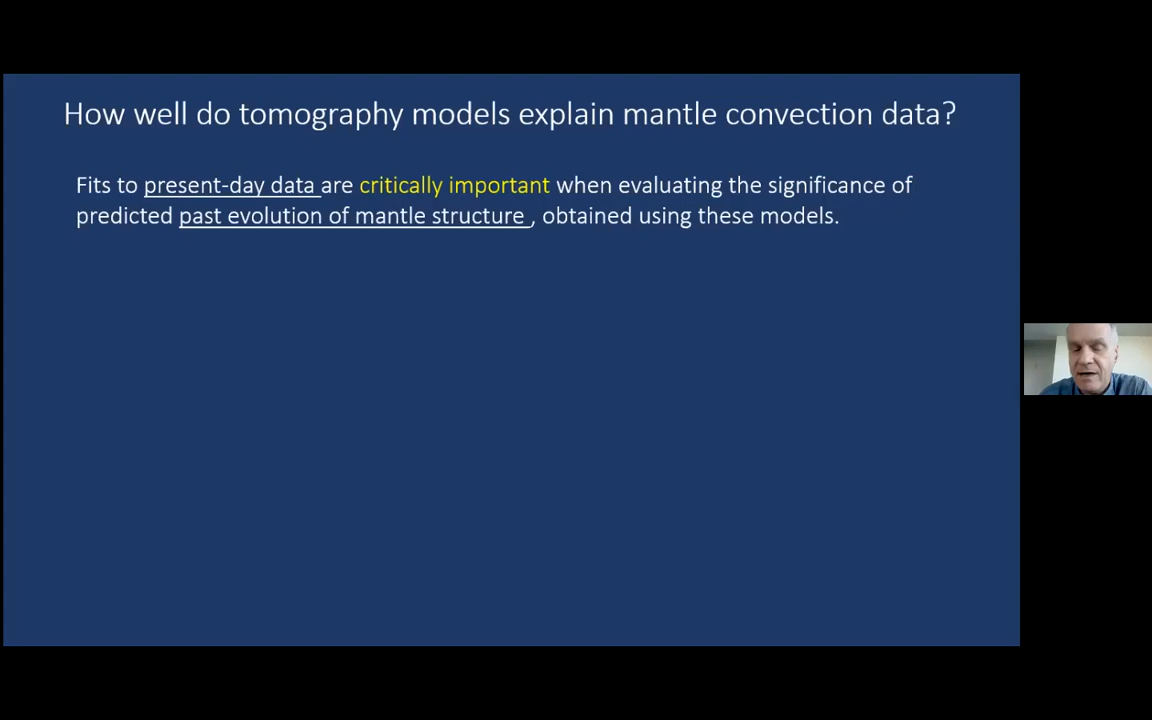 How well do tomography models explain mantle convection data?
Fits to present-day data are critically important when evaluating the significance of
predicted past evolution of mantle structure , obtained using these models.